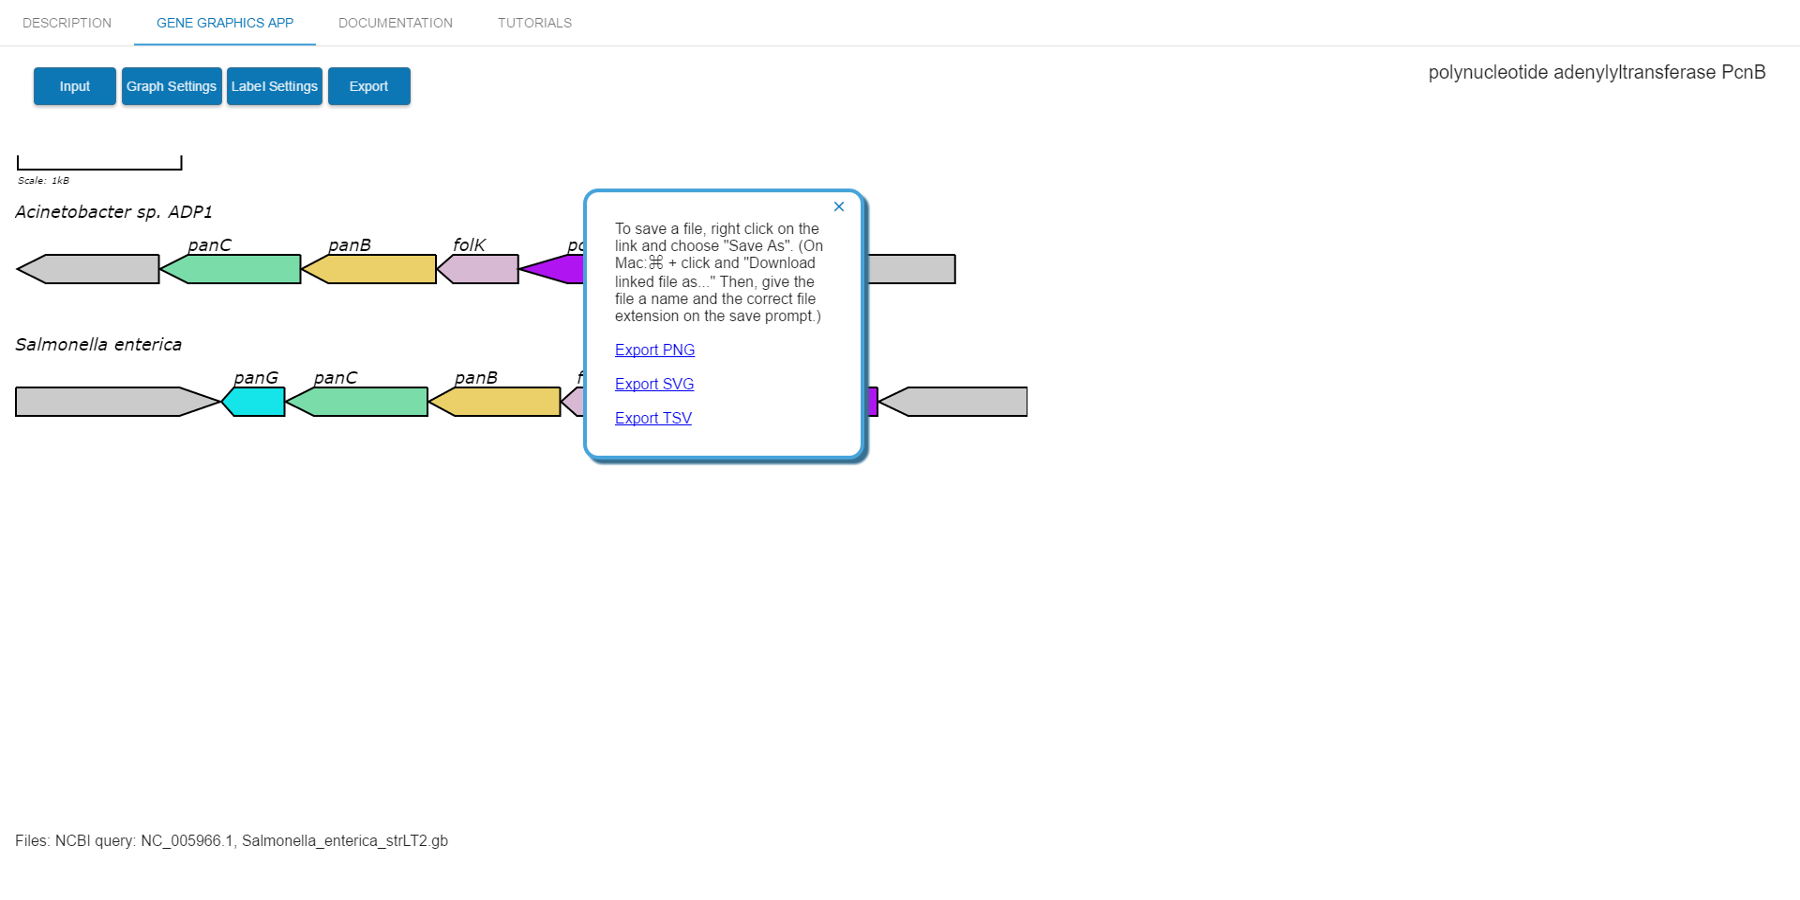 DESCRIPTION GENE GRAPHICS APP DOCUMENTATION TUTORIALS
Input Graph Settings Label Settings Export
polynucleotide adenylyltransferase PcnB
Scale: 1kB
Acinetobacter sp. ADP1
panC panB folK
To save a file, right click on the
link and choose "Save As". (On
Mac:⌘ + click and "Download
linked file as..." Then, give the
file a name and the correct file
extension on the save prompt.)
Export PNG
Export SVG
Export TSV
Salmonella enterica
panG panC panB
Files: NCBI query: NC_005966.1, Salmonella_enterica_strLT2.gb